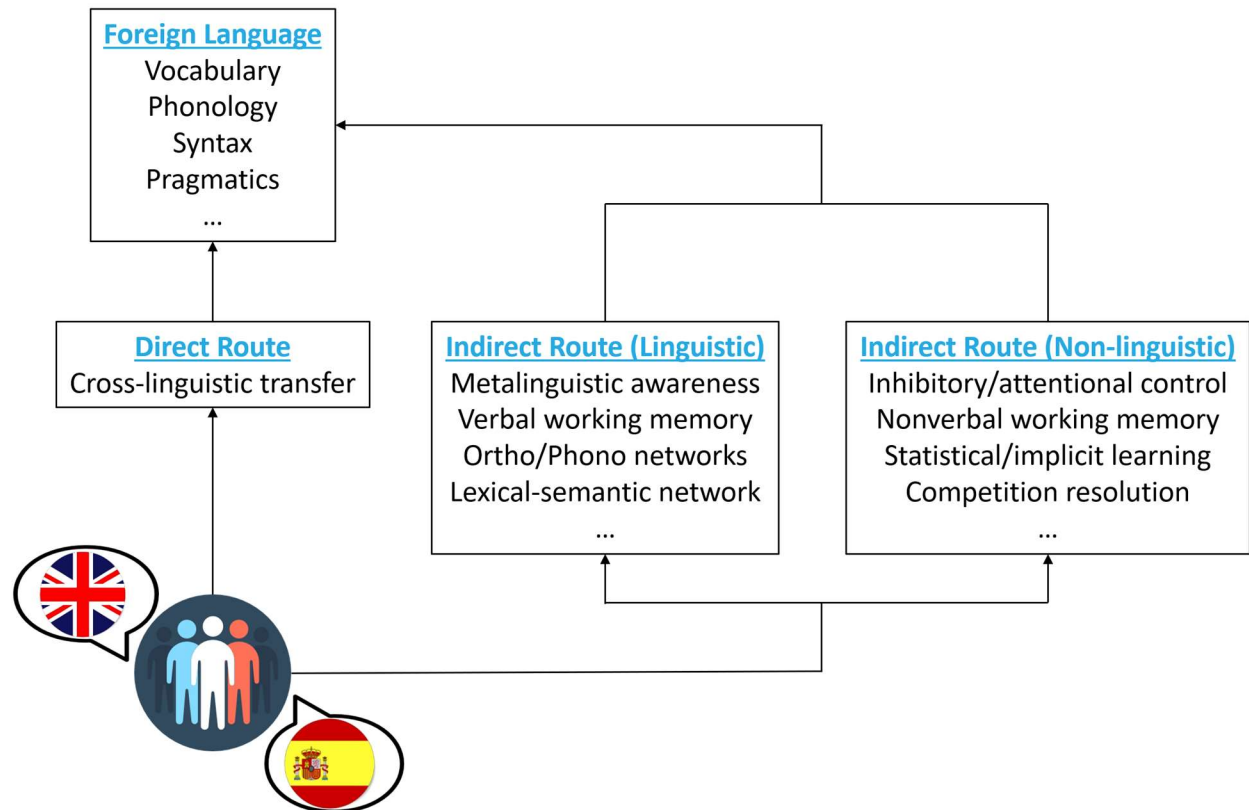 Foreign Language
Vocabulary
Phonology
Syntax
Pragmatics
...
Direct Route
Cross-linguistic transfer
Indirect Route (Linguistic)
Metalinguistic awareness
Verbal working memory
Ortho/Phono networks
Lexical-semantic network
...
Indirect Route (Non-linguistic)
Inhibitory/attentional control
Nonverbal working memory
Statistical/implicit learning
Competition resolution
...